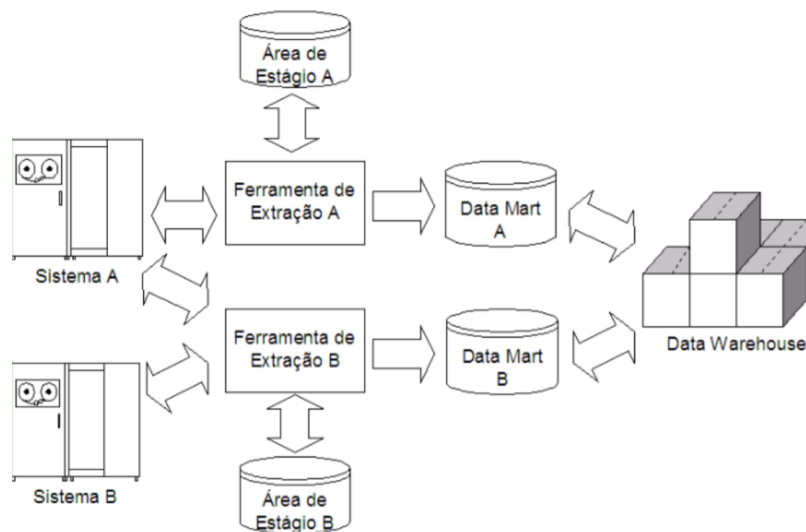 Área de
Estágio A
Ferramenta de
Extração A
Data Mart
A
Sistema A
Ferramenta de
Extração B
Data Mart
B
Data Warehouse
Sistema B
Área de
Estágio B